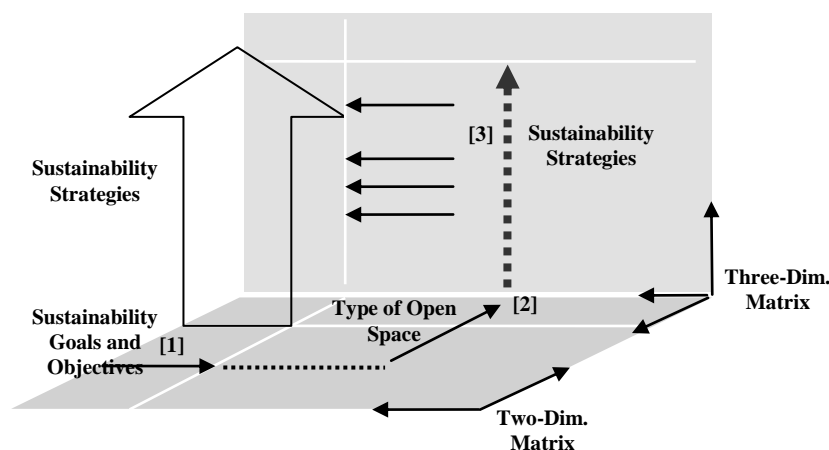 [3]
Sustainability
Strategies
Sustainability
Strategies
Three-Dim.
Matrix
Type of Open
Space
[2]
Sustainability
Goals and
Objectives
[1]
Two-Dim.
Matrix